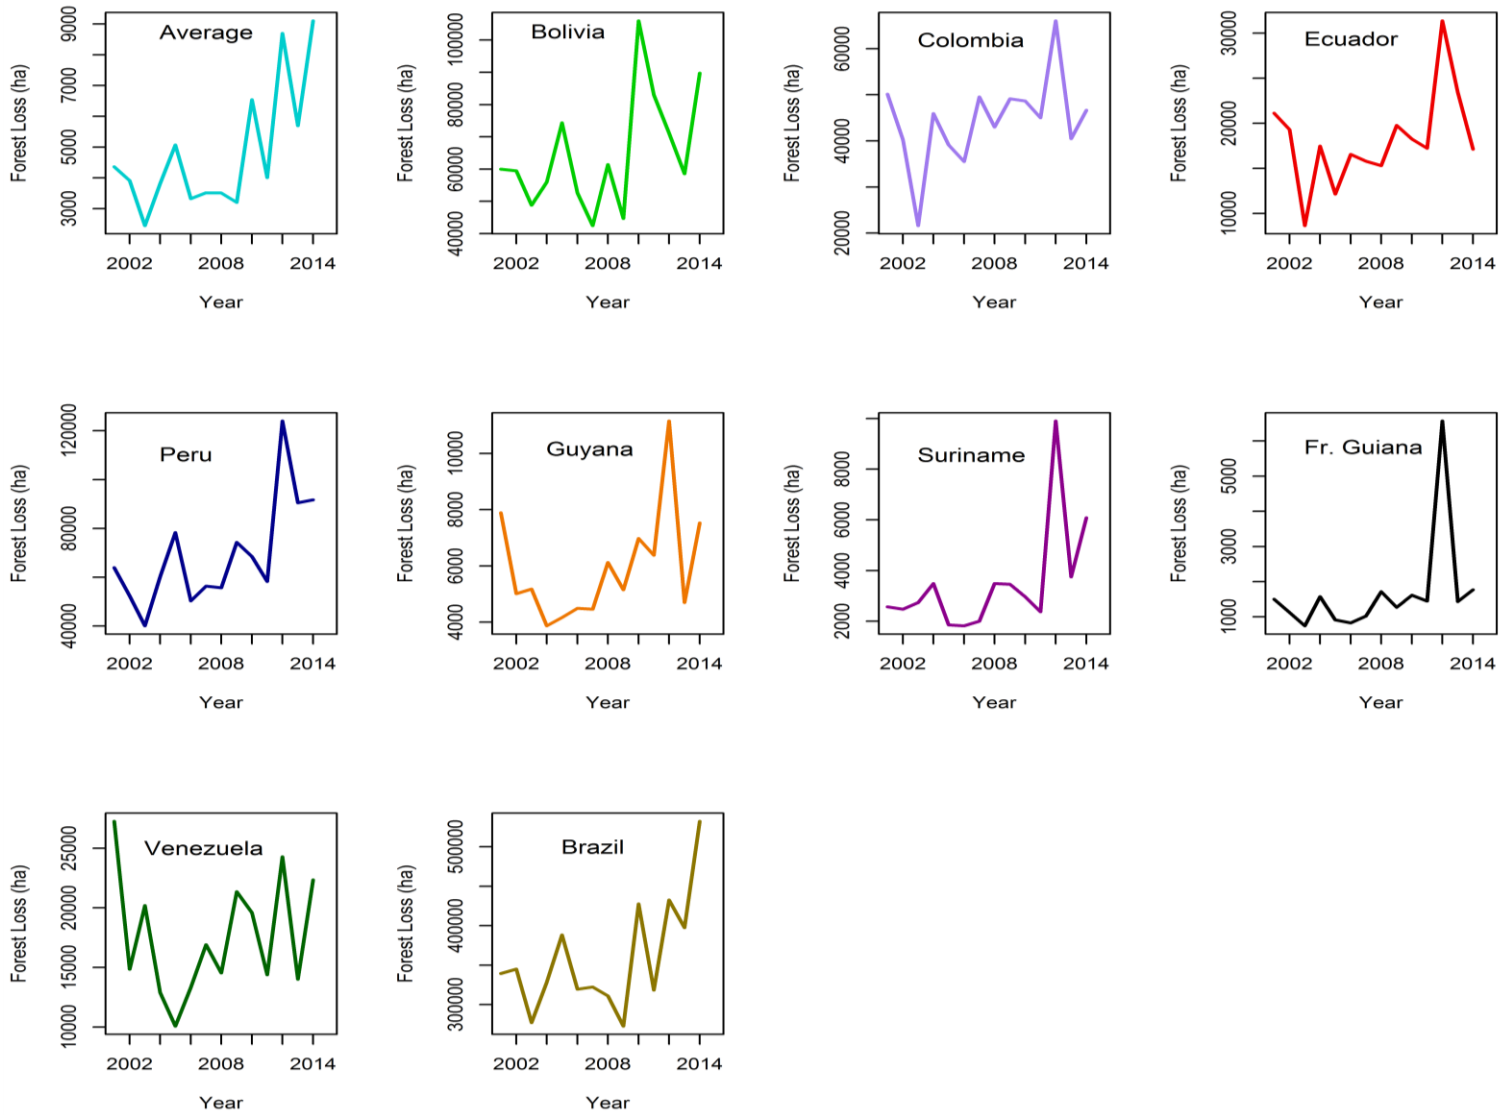 Average
Forest Loss (ha)
3000 5000 7000 9000
2002 2008 2014
Year
Bolivia
Forest Loss (ha)
40000 60000 80000 100000
2002 2008 2014
Year
Colombia
Forest Loss (ha)
20000 40000 60000
2002 2008 2014
Year
Ecuador
Forest Loss (ha)
10000 20000 30000
2002 2008 2014
Year
Peru
Forest Loss (ha)
40000 80000 120000
2002 2008 2014
Year
Guyana
Forest Loss (ha)
4000 6000 8000 10000
2002 2008 2014
Year
Suriname
Forest Loss (ha)
2000 4000 6000 8000
2002 2008 2014
Year
Fr. Guiana
Forest Loss (ha)
1000 3000 5000
2002 2008 2014
Year
Venezuela
Forest Loss (ha)
10000 15000 20000 25000
2002 2008 2014
Year
Brazil
Forest Loss (ha)
300000 400000 500000
2002 2008 2014
Year